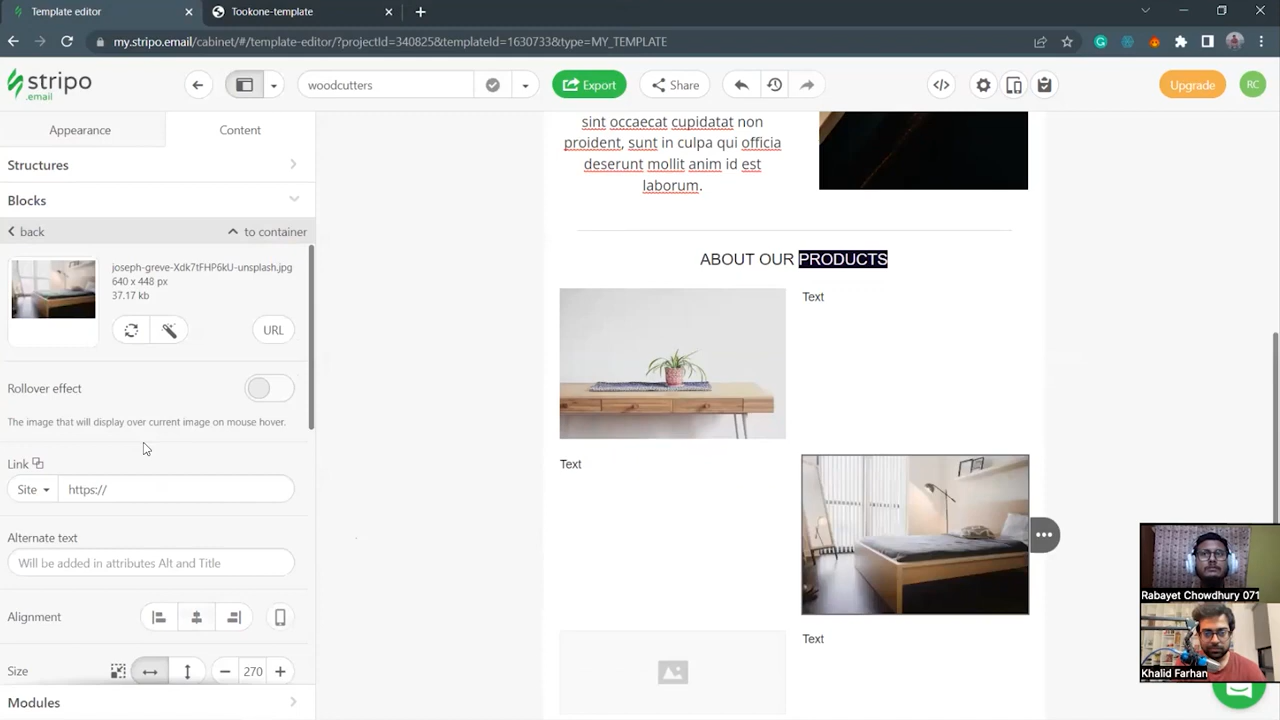 Template editor
Tookone-template
my.stripo.email/cabinet/#/template-editor/?projectId=340825&templateId=1630733&type=MY_TEMPLATE
stripo
.email
woodcutters
Export
Share
Upgrade
RC
Appearance
Content
Structures
Blocks
back
to container
joseph-greve-Xdk7tFHP6kU-unsplash.jpg
640 x 448 px
37.17 kb
URL
Rollover effect
The image that will display over current image on mouse hover.
Link
Site
https://
Alternate text
Will be added in attributes Alt and Title
Alignment
Size
270
Modules
sint occaecat cupidatat non
proident, sunt in culpa qui officia
deserunt mollit anim id est
laborum.
ABOUT OUR PRODUCTS
Text
Text
Text
Rabayet Chowdhury 071
Khalid Farhan